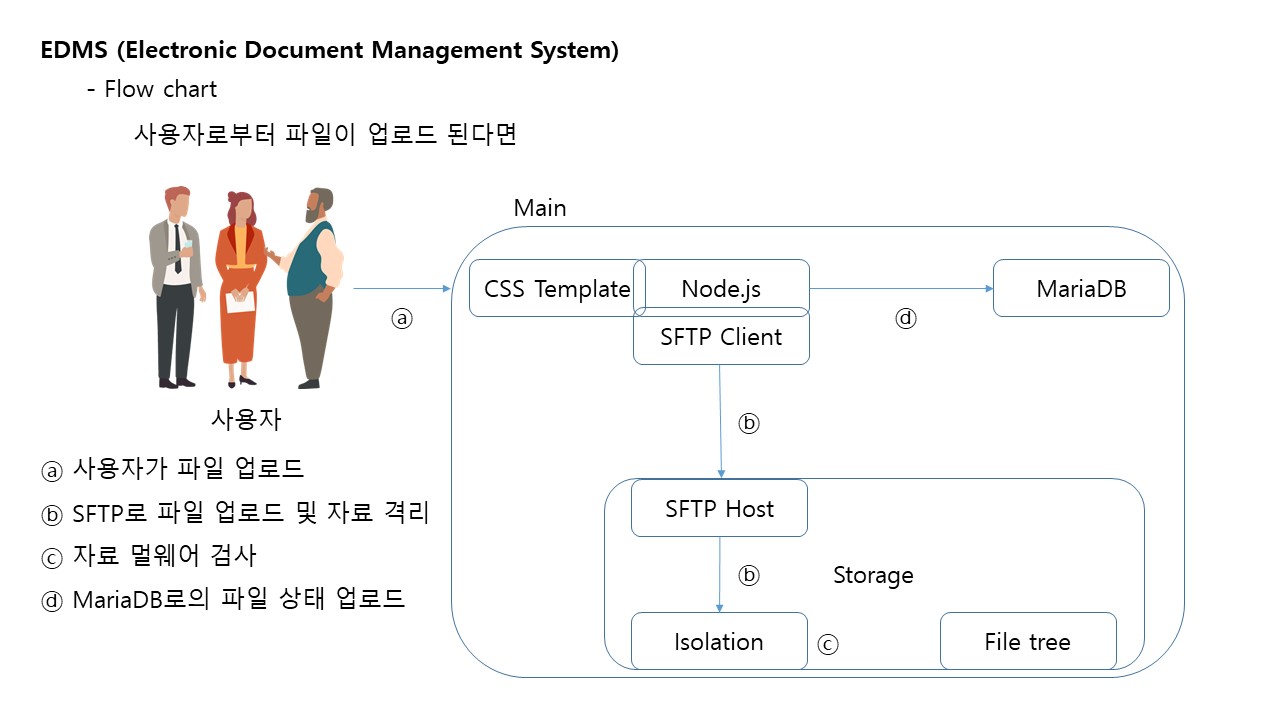 EDMS (Electronic Document Management System)
- Flow chart
사용자로부터 파일이 업로드 된다면
Main
CSS Template
Node.js
MariaDB
ⓐ
ⓓ
SFTP Client
사용자
ⓑ
ⓐ 사용자가 파일 업로드
ⓑ SFTP로 파일 업로드 및 자료 격리
ⓒ 자료 멀웨어 검사
ⓓ MariaDB로의 파일 상태 업로드
SFTP Host
ⓑ
Storage
Isolation
ⓒ
File tree